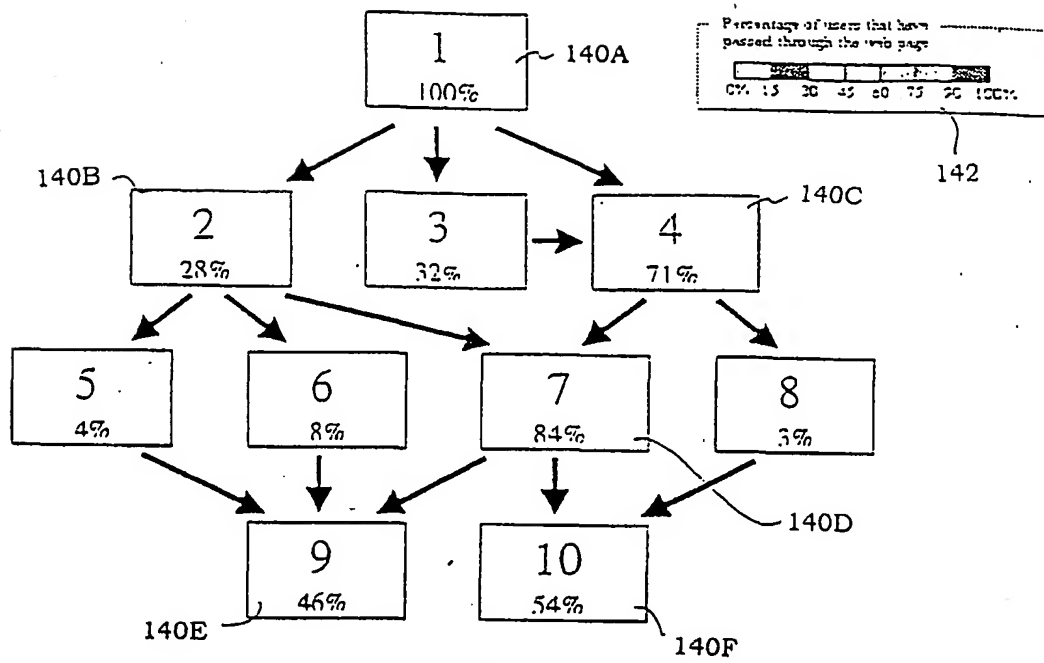 Percentage of users that have
passed through the web page
0% 15 30 45 60 75 90 100%
142
1
100%
140A
140B
2
28%
3
32%
4
71%
140C
5
4%
6
8%
7
84%
8
3%
140D
9
46%
10
54%
140E
140F